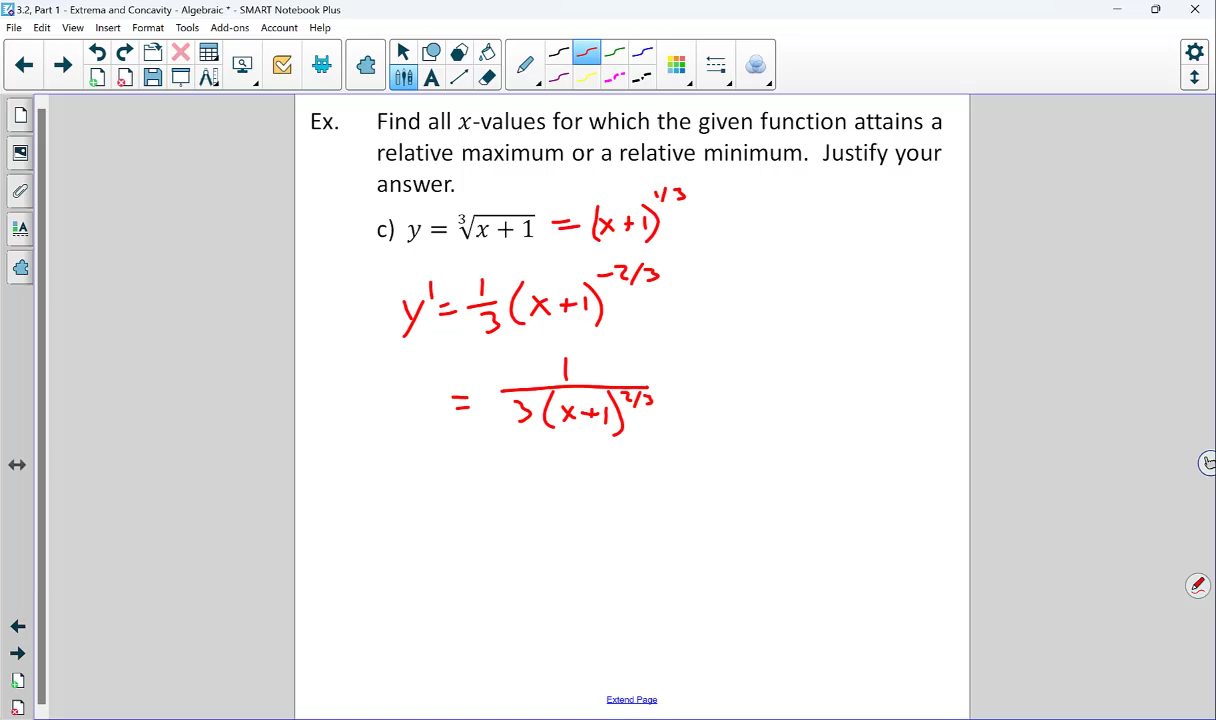 3.2, Part 1 - Extrema and Concavity - Algebraic * - SMART Notebook Plus
File Edit View Insert Format Tools Add-ons Account Help
Ex. Find all x-values for which the given function attains a
relative maximum or a relative minimum. Justify your
answer.
c) y = ∛(x + 1) = (x+1)^1/3
y' = 1/3 (x+1)^-2/3
= 1/(3(x+1)^2/3)
Extend Page